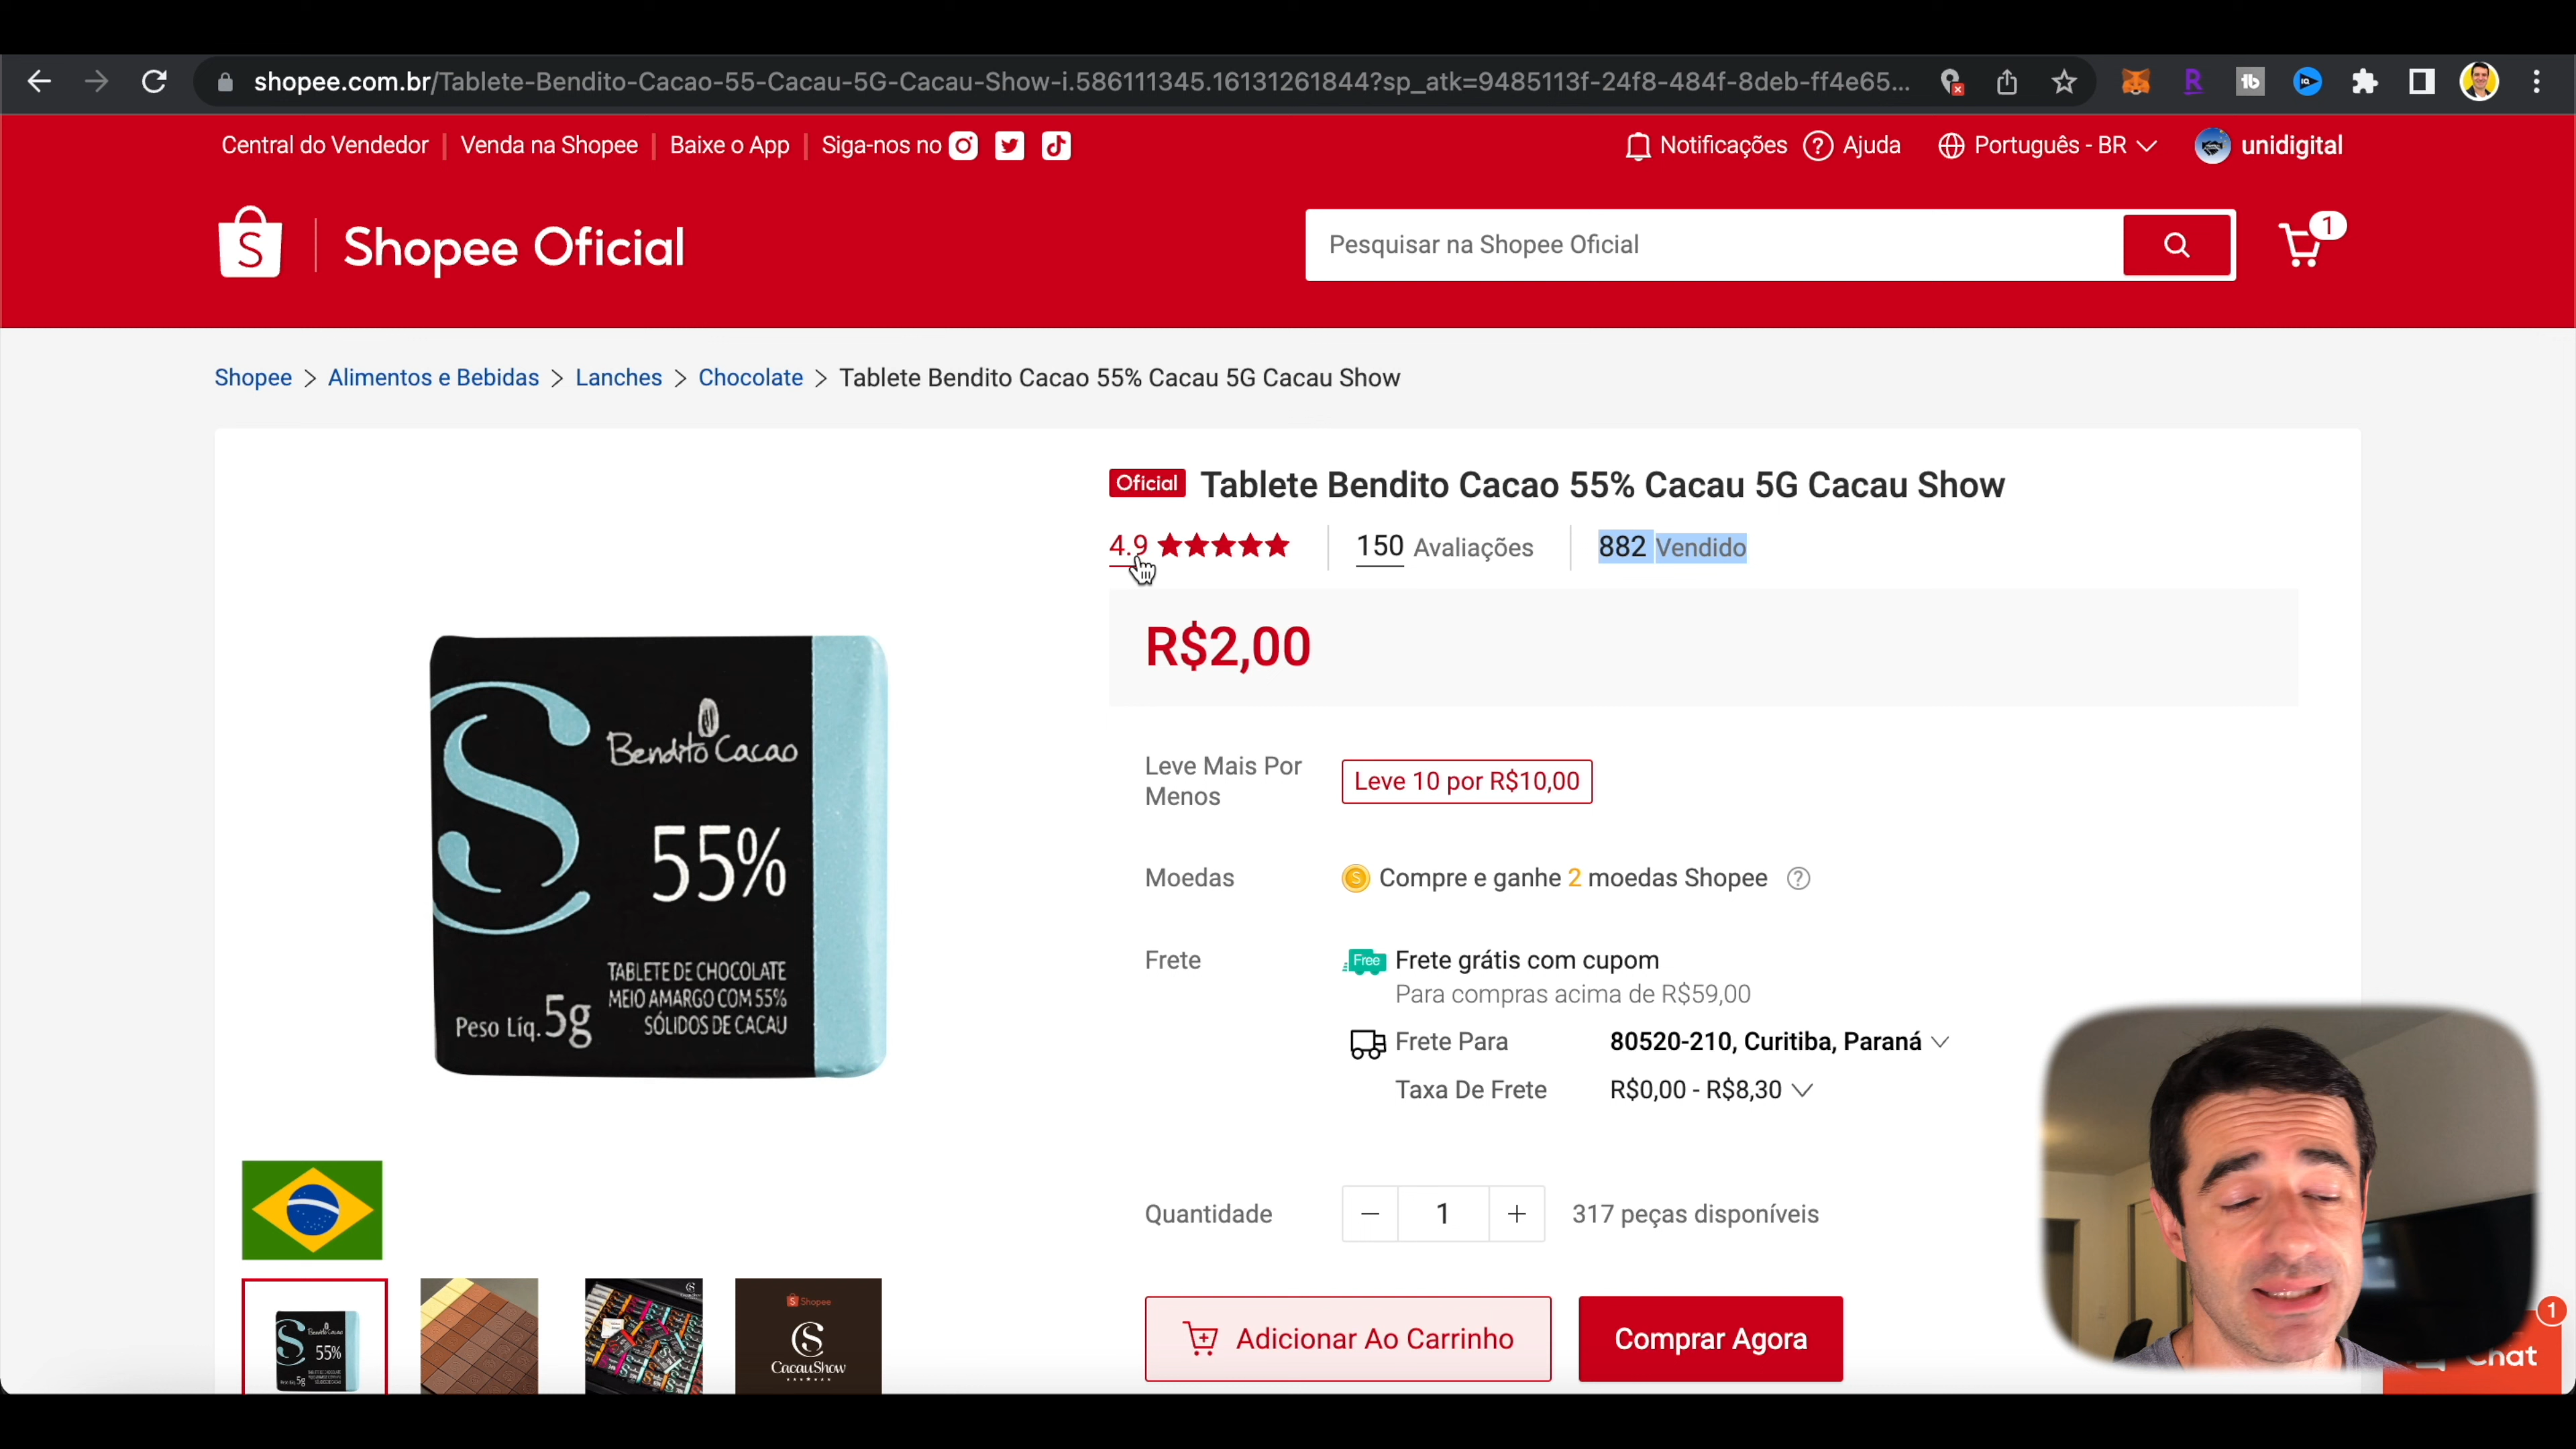 shopee.com.br/Tablete-Bendito-Cacao-55-Cacau-5G-Cacau-Show-i.586111345.16131261844?sp_atk=9485113f-24f8-484f-8deb-ff4e65...
Central do Vendedor | Venda na Shopee | Baixe o App | Siga-nos no
Notificações ? Ajuda Português - BR unidigital
S | Shopee Oficial
Pesquisar na Shopee Oficial
1
Shopee > Alimentos e Bebidas > Lanches > Chocolate > Tablete Bendito Cacao 55% Cacau 5G Cacau Show
Oficial Tablete Bendito Cacao 55% Cacau 5G Cacau Show
4.9 150 Avaliações 882 Vendido
R$2,00
Leve Mais Por
Menos
Leve 10 por R$10,00
Moedas
Compre e ganhe 2 moedas Shopee ?
Frete
Free Frete grátis com cupom
Para compras acima de R$59,00
Frete Para 80520-210, Curitiba, Paraná
Taxa De Frete R$0,00 - R$8,30
Quantidade
− 1 + 317 peças disponíveis
Adicionar Ao Carrinho
Comprar Agora
Bendito Cacao
55%
TABLETE DE CHOCOLATE
MEIO AMARGO COM 55%
SÓLIDOS DE CACAU
Peso Líq. 5g
Bendito Cacao
55%
5g
Shopee
CacauShow
1
Chat